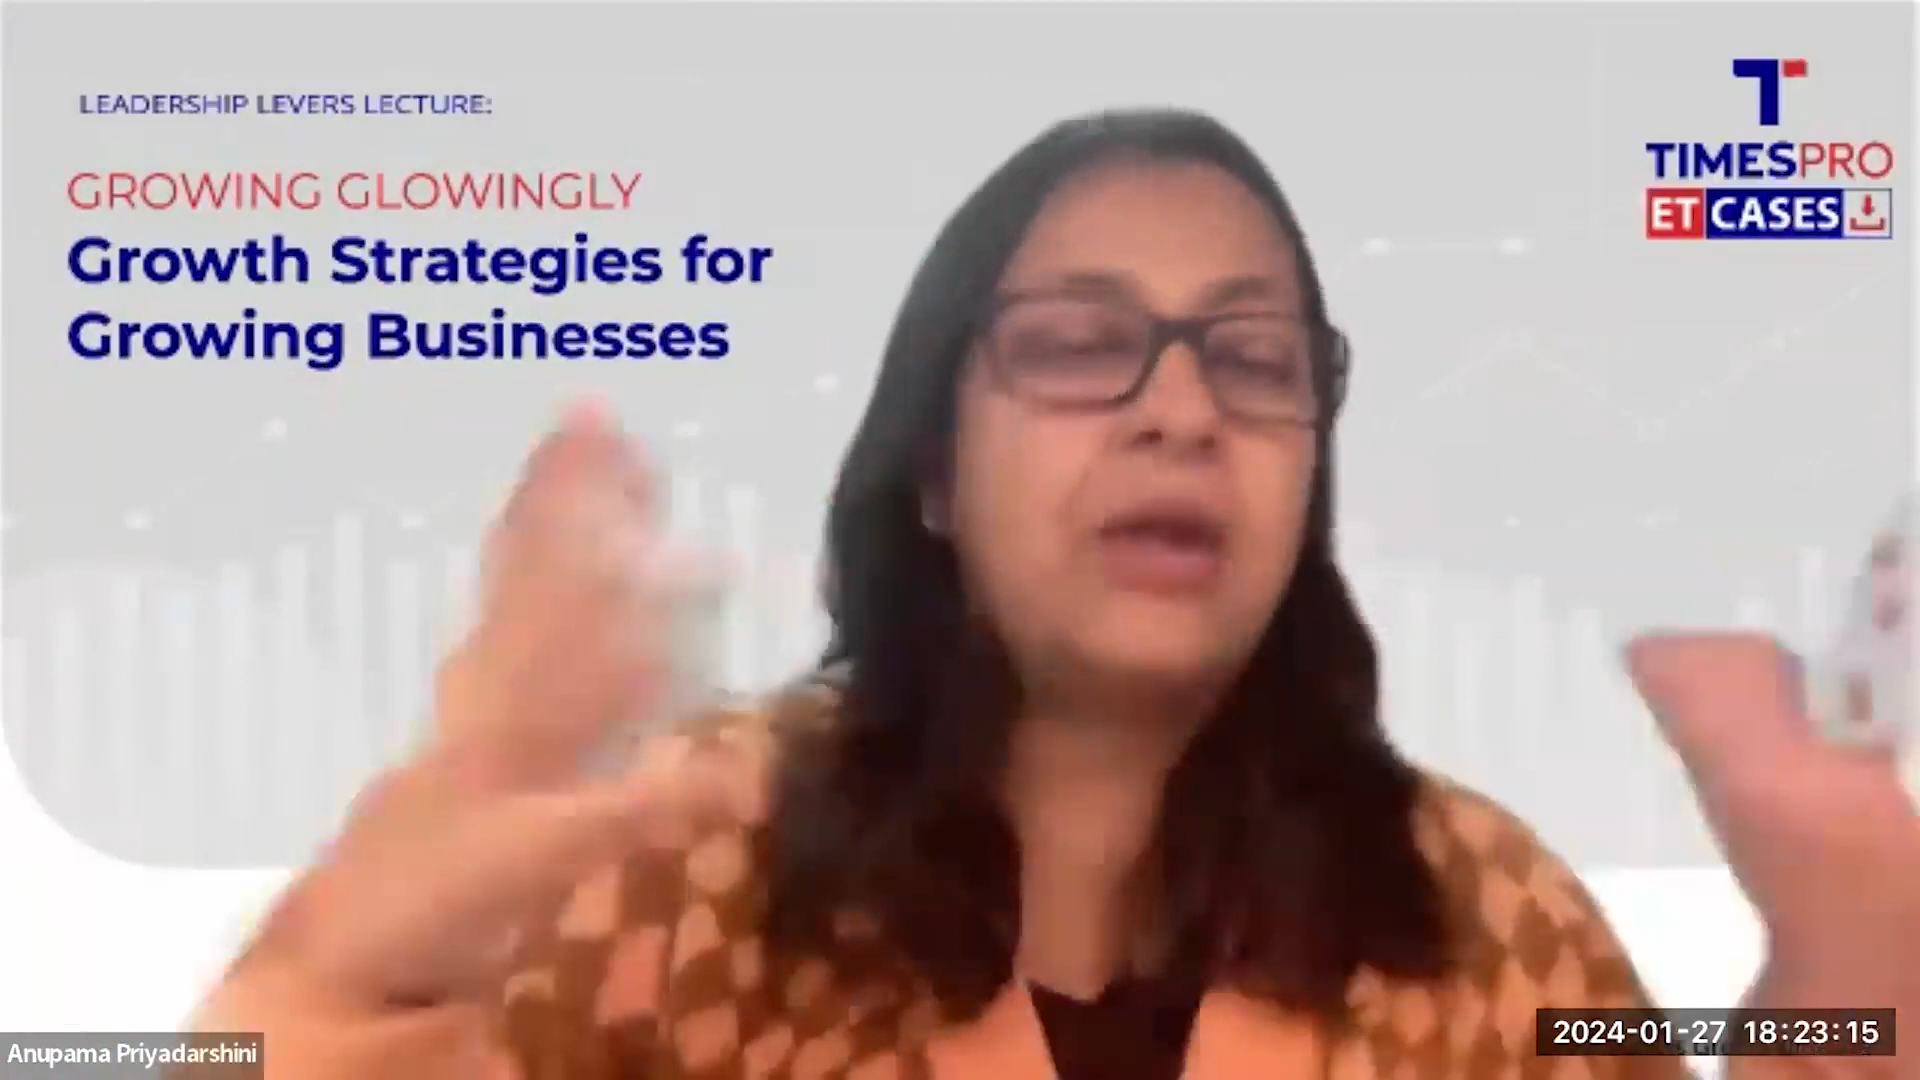 LEADERSHIP LEVERS LECTURE:
GROWING GLOWINGLY
Growth Strategies for
Growing Businesses
TIMESPRO
ET CASES
Anupama Priyadarshini
2024-01-27 18:23:15